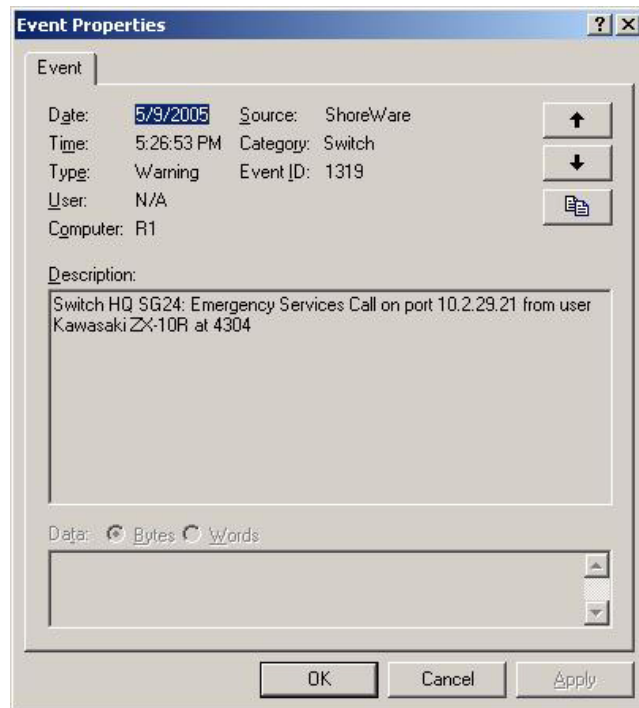 Event Properties
Event
Date: 5/9/2005 Source: ShoreWare
Time: 5:26:53 PM Category: Switch
Type: Warning Event ID: 1319
User: N/A
Computer: R1
Description:
Switch HQ SG24: Emergency Services Call on port 10.2.29.21 from user
Kawasaki ZX-10R at 4304
Data: Bytes Words
OK Cancel Apply